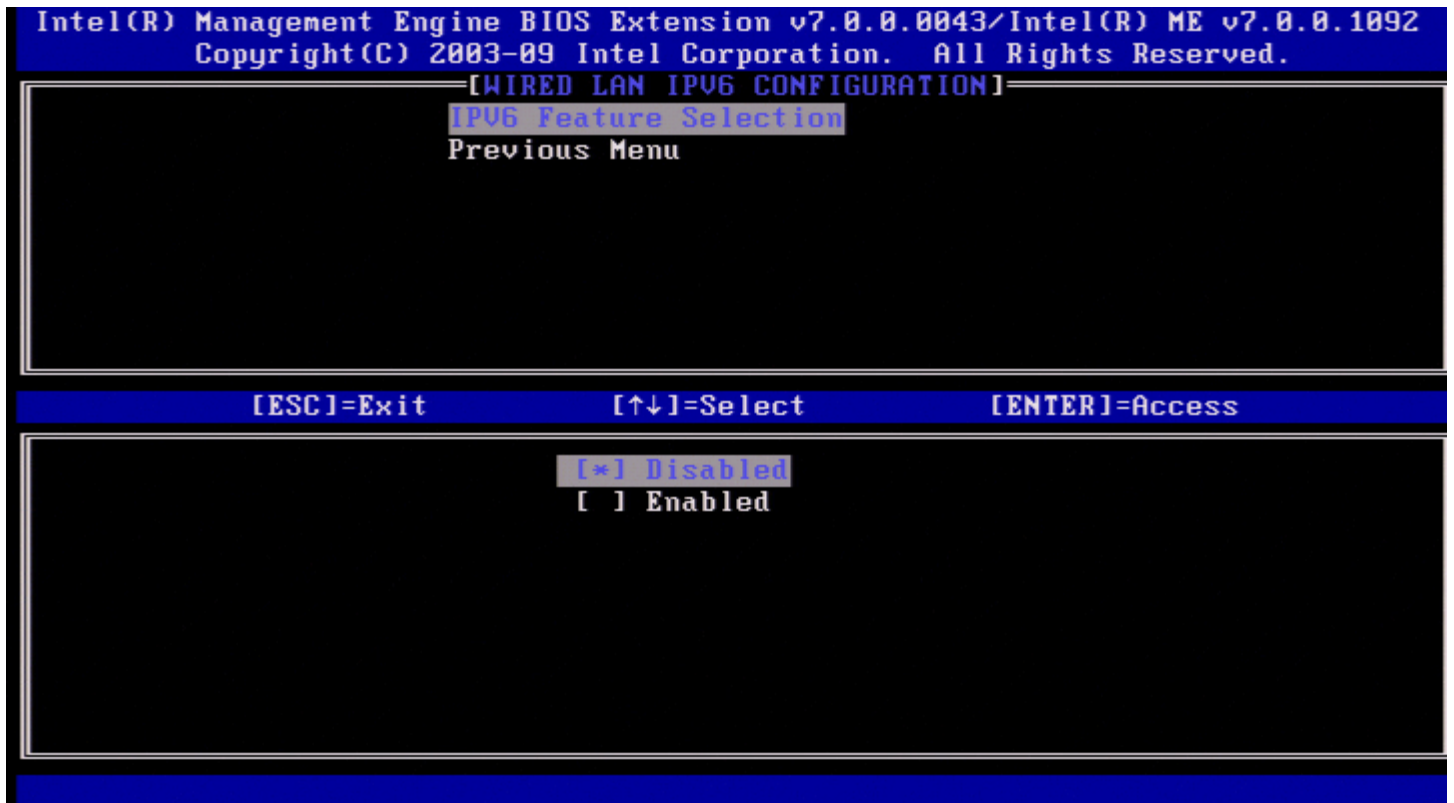 Intel(R) Management Engine BIOS Extension v7.0.0.0043/Intel(R) ME v7.0.0.1092
Copyright(C) 2003-09 Intel Corporation.  All Rights Reserved.
[WIRED LAN IPV6 CONFIGURATION]
IPV6 Feature Selection
Previous Menu
[ESC]=Exit [↑↓]=Select [ENTER]=Access
[*] Disabled
[ ] Enabled